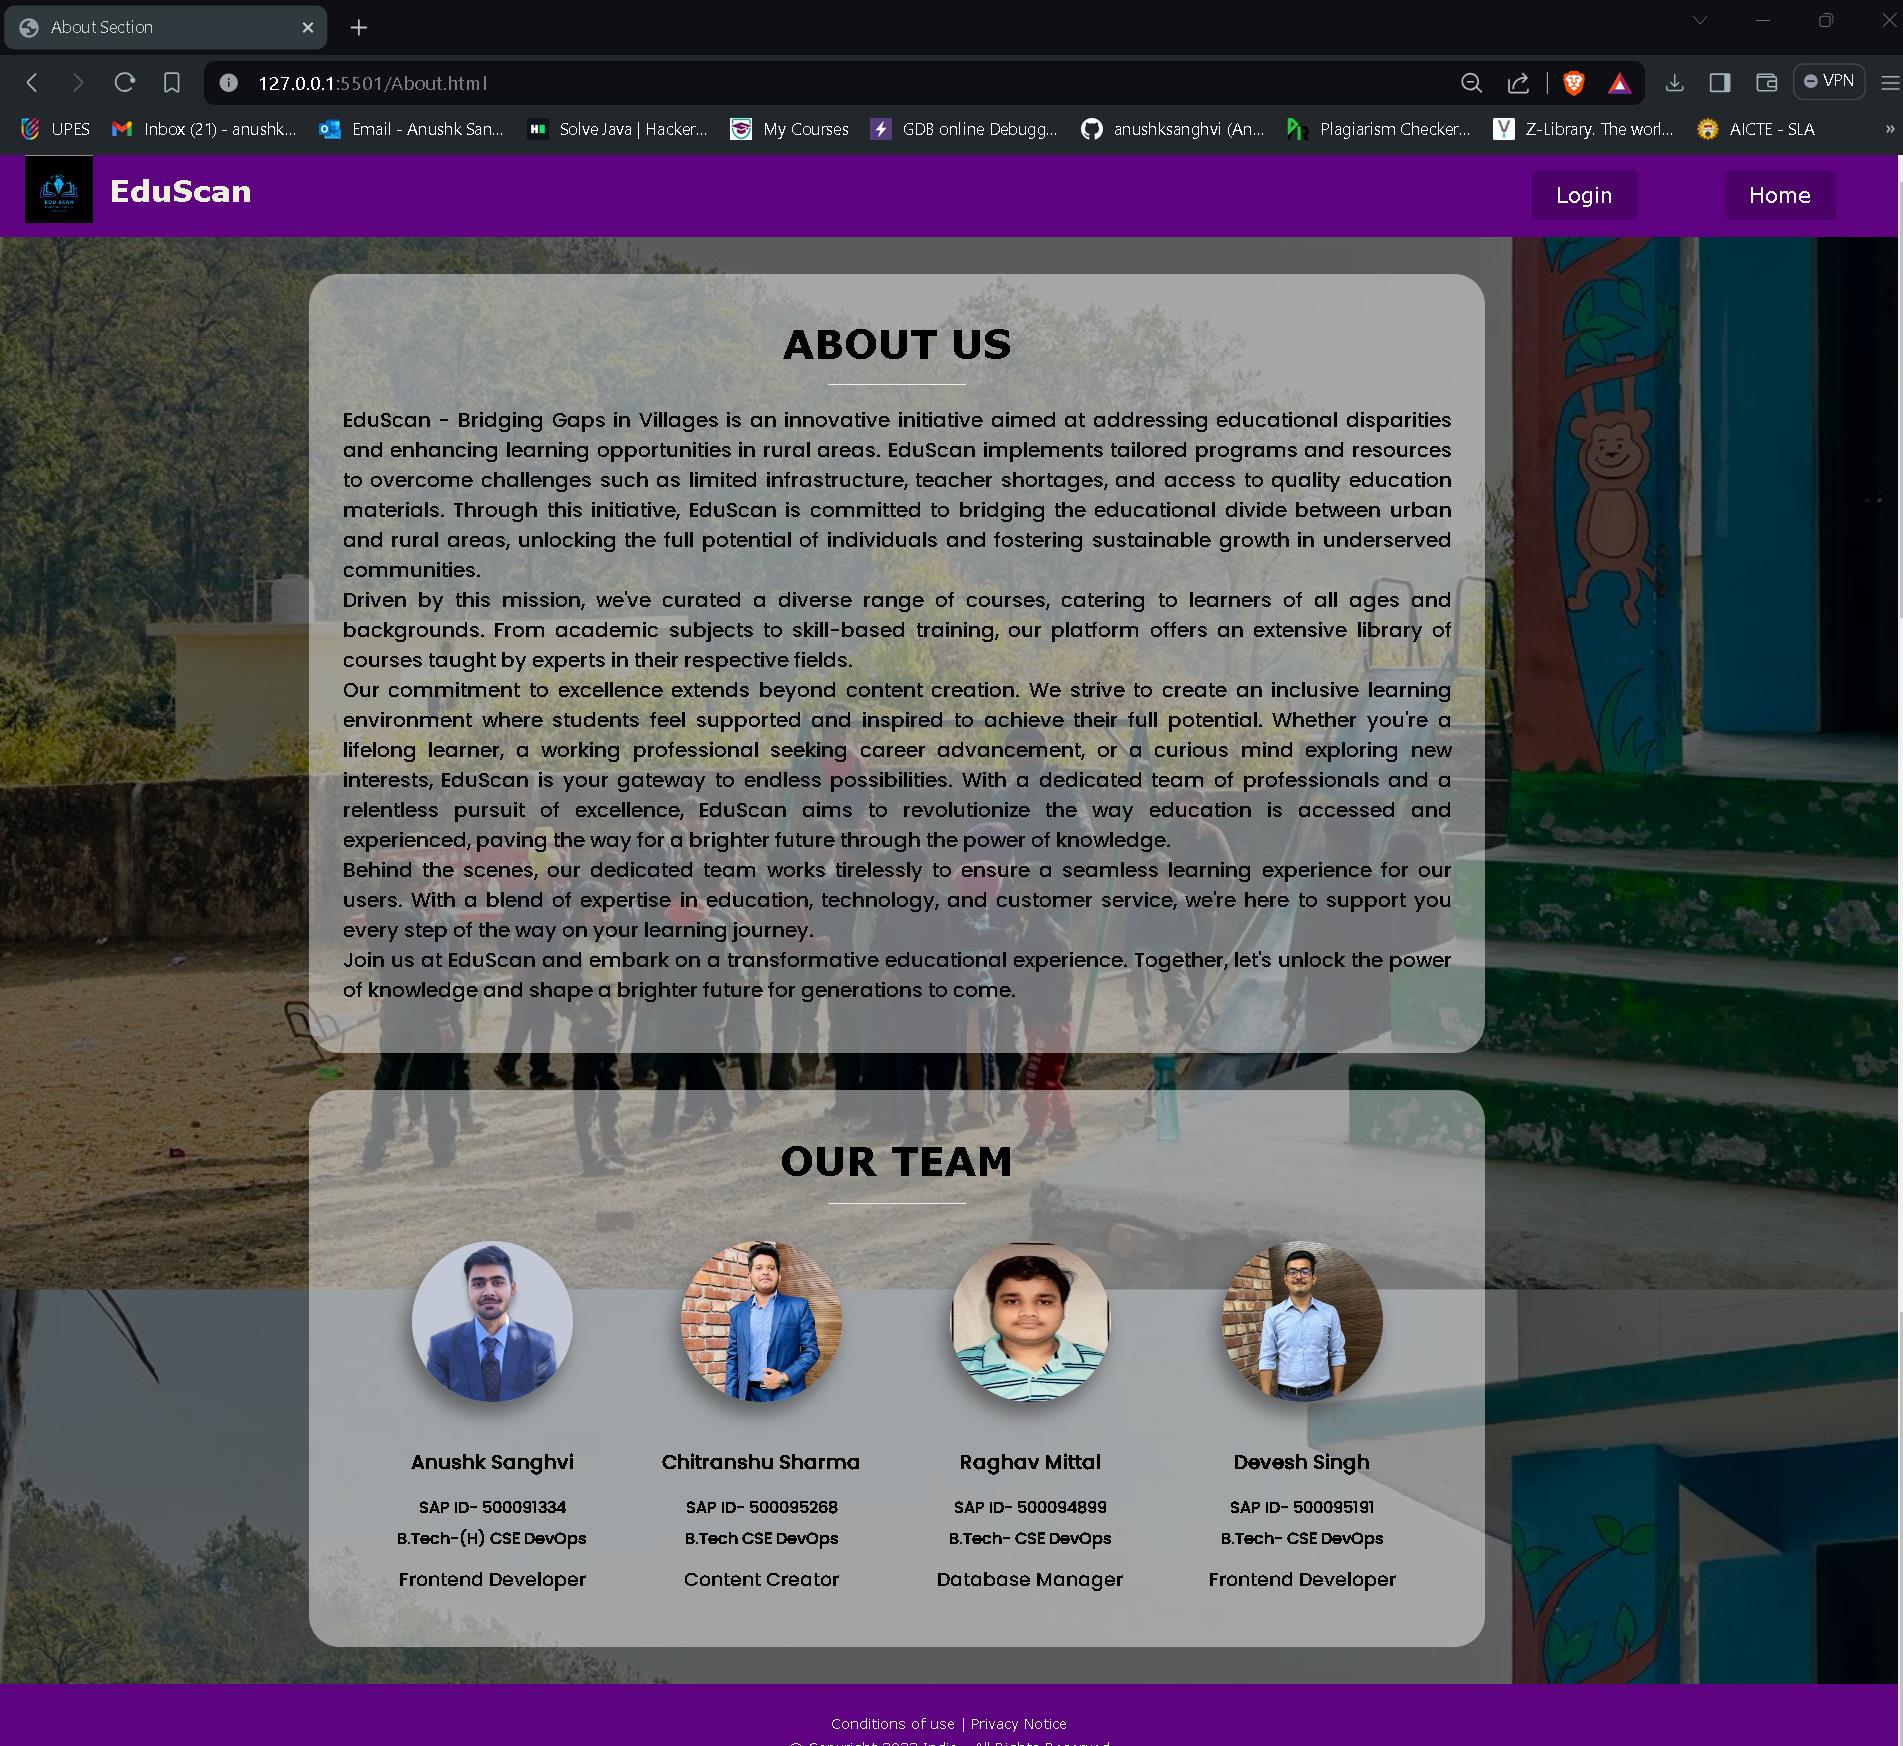 About Section
127.0.0.1:5501/About.html
VPN
UPES
Inbox (21) - anushk...
Email - Anushk San...
Solve Java | Hacker...
My Courses
GDB online Debugg...
anushksanghvi (An...
Plagiarism Checker...
Z-Library. The worl...
AICTE - SLA
EDU SCAN
EduScan
Login
Home
ABOUT US
EduScan - Bridging Gaps in Villages is an innovative initiative aimed at addressing educational disparities
and enhancing learning opportunities in rural areas. EduScan implements tailored programs and resources
to overcome challenges such as limited infrastructure, teacher shortages, and access to quality education
materials. Through this initiative, EduScan is committed to bridging the educational divide between urban
and rural areas, unlocking the full potential of individuals and fostering sustainable growth in underserved
communities.
Driven by this mission, we've curated a diverse range of courses, catering to learners of all ages and
backgrounds. From academic subjects to skill-based training, our platform offers an extensive library of
courses taught by experts in their respective fields.
Our commitment to excellence extends beyond content creation. We strive to create an inclusive learning
environment where students feel supported and inspired to achieve their full potential. Whether you're a
lifelong learner, a working professional seeking career advancement, or a curious mind exploring new
interests, EduScan is your gateway to endless possibilities. With a dedicated team of professionals and a
relentless pursuit of excellence, EduScan aims to revolutionize the way education is accessed and
experienced, paving the way for a brighter future through the power of knowledge.
Behind the scenes, our dedicated team works tirelessly to ensure a seamless learning experience for our
users. With a blend of expertise in education, technology, and customer service, we're here to support you
every step of the way on your learning journey.
Join us at EduScan and embark on a transformative educational experience. Together, let's unlock the power
of knowledge and shape a brighter future for generations to come.
OUR TEAM
Anushk Sanghvi
SAP ID- 500091334
B.Tech-(H) CSE DevOps
Frontend Developer
Chitranshu Sharma
SAP ID- 500095268
B.Tech CSE DevOps
Content Creator
Raghav Mittal
SAP ID- 500094899
B.Tech- CSE DevOps
Database Manager
Devesh Singh
SAP ID- 500095191
B.Tech- CSE DevOps
Frontend Developer
Conditions of use | Privacy Notice